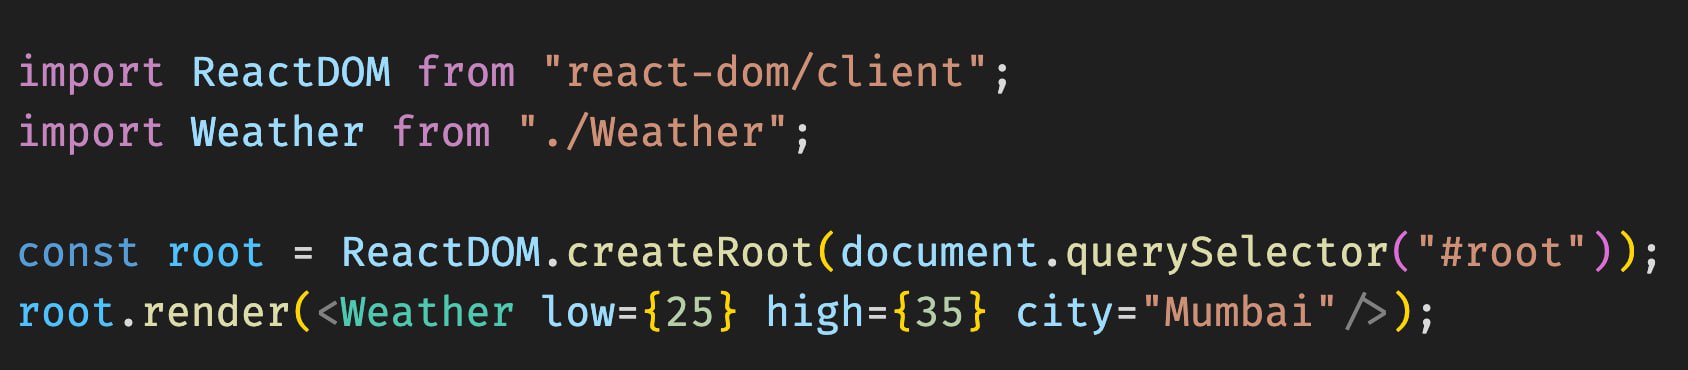 import ReactDOM from "react-dom/client";
import Weather from "./Weather";
const root = ReactDOM.createRoot(document.querySelector("#root"));
root.render(<Weather low={25} high={35} city="Mumbai"/>);